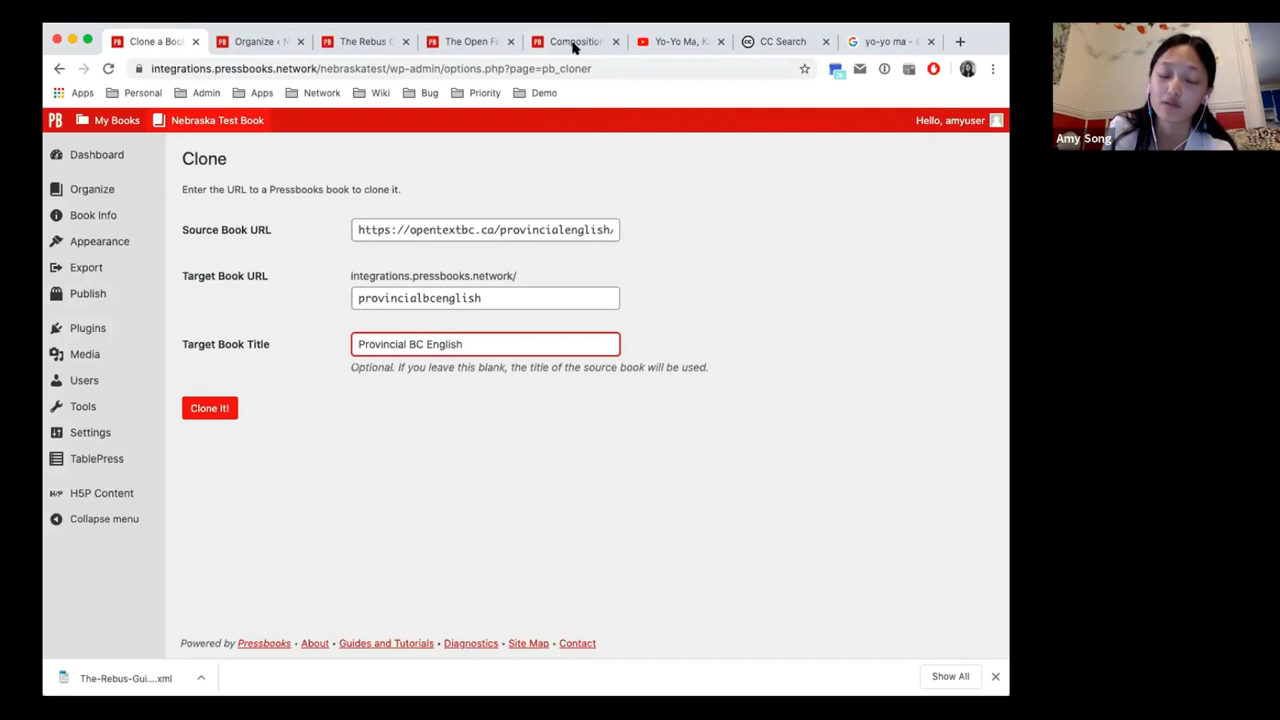 Clone a Boo
Organize < N
The Rebus G
The Open Fa
Composition
Yo-Yo Ma, K
CC Search
yo-yo ma - G
integrations.pressbooks.network/nebraskatest/wp-admin/options.php?page=pb_cloner
Apps Personal Admin Apps Network Wiki Bug Priority Demo
PB My Books Nebraska Test Book Hello, amyuser
Amy Song
Dashboard
Organize
Book Info
Appearance
Export
Publish
Plugins
Media
Users
Tools
Settings
TablePress
H5P Content
Collapse menu
Clone
Enter the URL to a Pressbooks book to clone it.
Source Book URL https://opentextbc.ca/provincialenglish/
Target Book URL integrations.pressbooks.network/
provincialbcenglish
Target Book Title Provincial BC English
Optional. If you leave this blank, the title of the source book will be used.
Clone It!
Powered by Pressbooks • About • Guides and Tutorials • Diagnostics • Site Map • Contact
The-Rebus-Gui....xml Show All